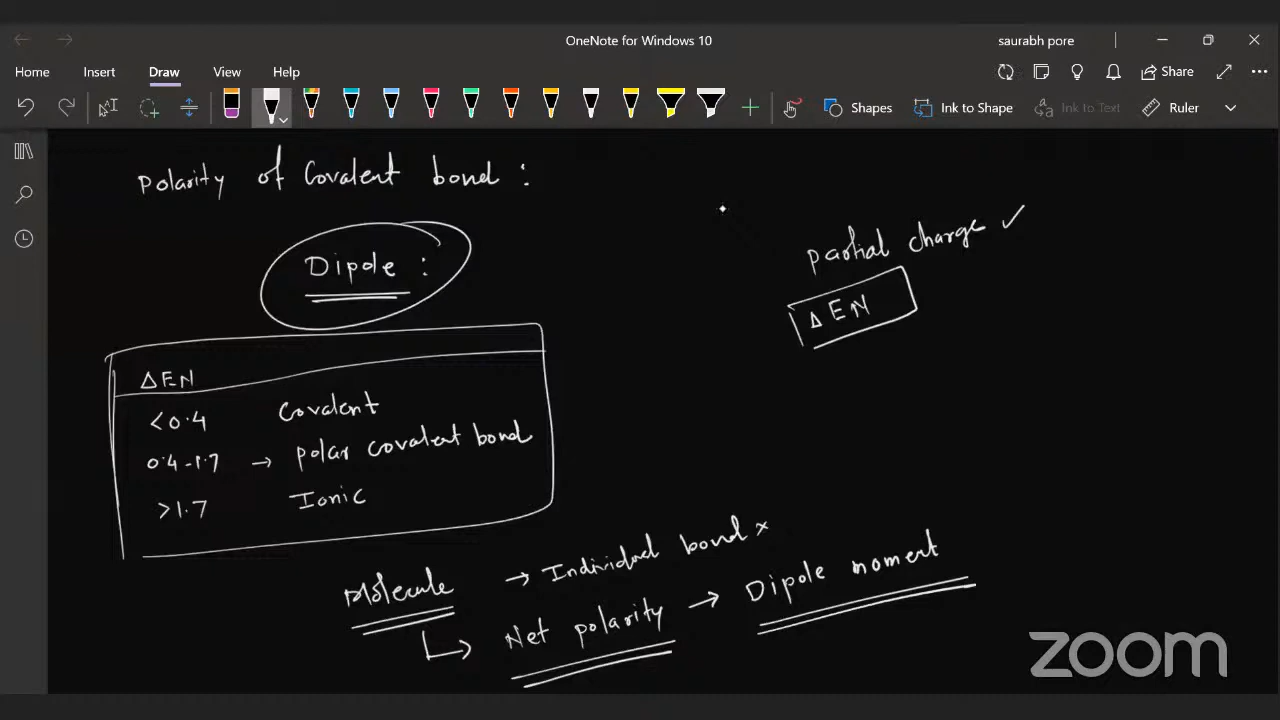 OneNote for Windows 10
saurabh pore
Home Insert Draw View Help
Share
Shapes Ink to Shape Ink to Text Ruler
Polarity of Covalent bond :
partial charge ✓
Dipole :
Δ EN
Δ EN
<0.4 Covalent
0.4-1.7 → polar covalent bond
>1.7 Ionic
Molecule → Individual bond ×
↳ Net polarity → Dipole moment
zoom